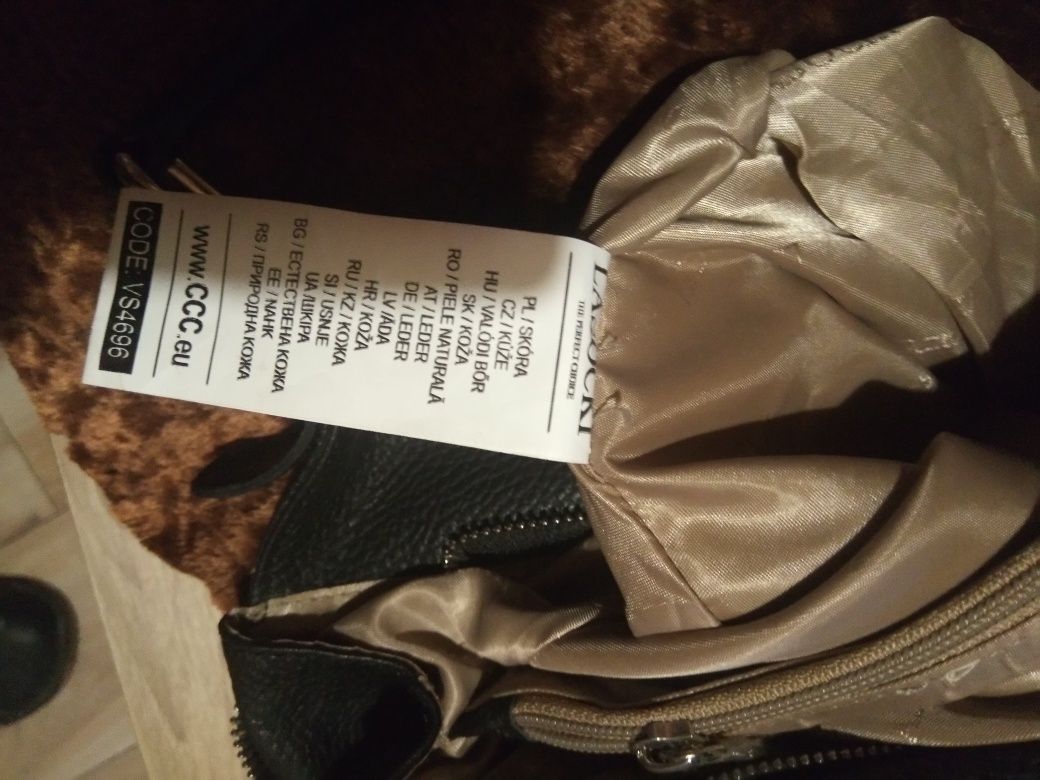 LASOCKI
THE PERFECT CHOICE
PL / SKÓRA
CZ / KŮŽE
HU / VALÓDI BŐR
SK / KOŽA
RO / PIELE NATURALĂ
AT / LEDER
DE / LEDER
LV / ĀDA
HR / KOŽA
RU / KZ / КОЖА
SI / USNJE
UA /ШКІРА
BG / ЕСТЕСТВЕНА КОЖА
EE / NAHK
RS / ПРИРОДНА КОЖА
www.CCC.eu
CODE: VS4696